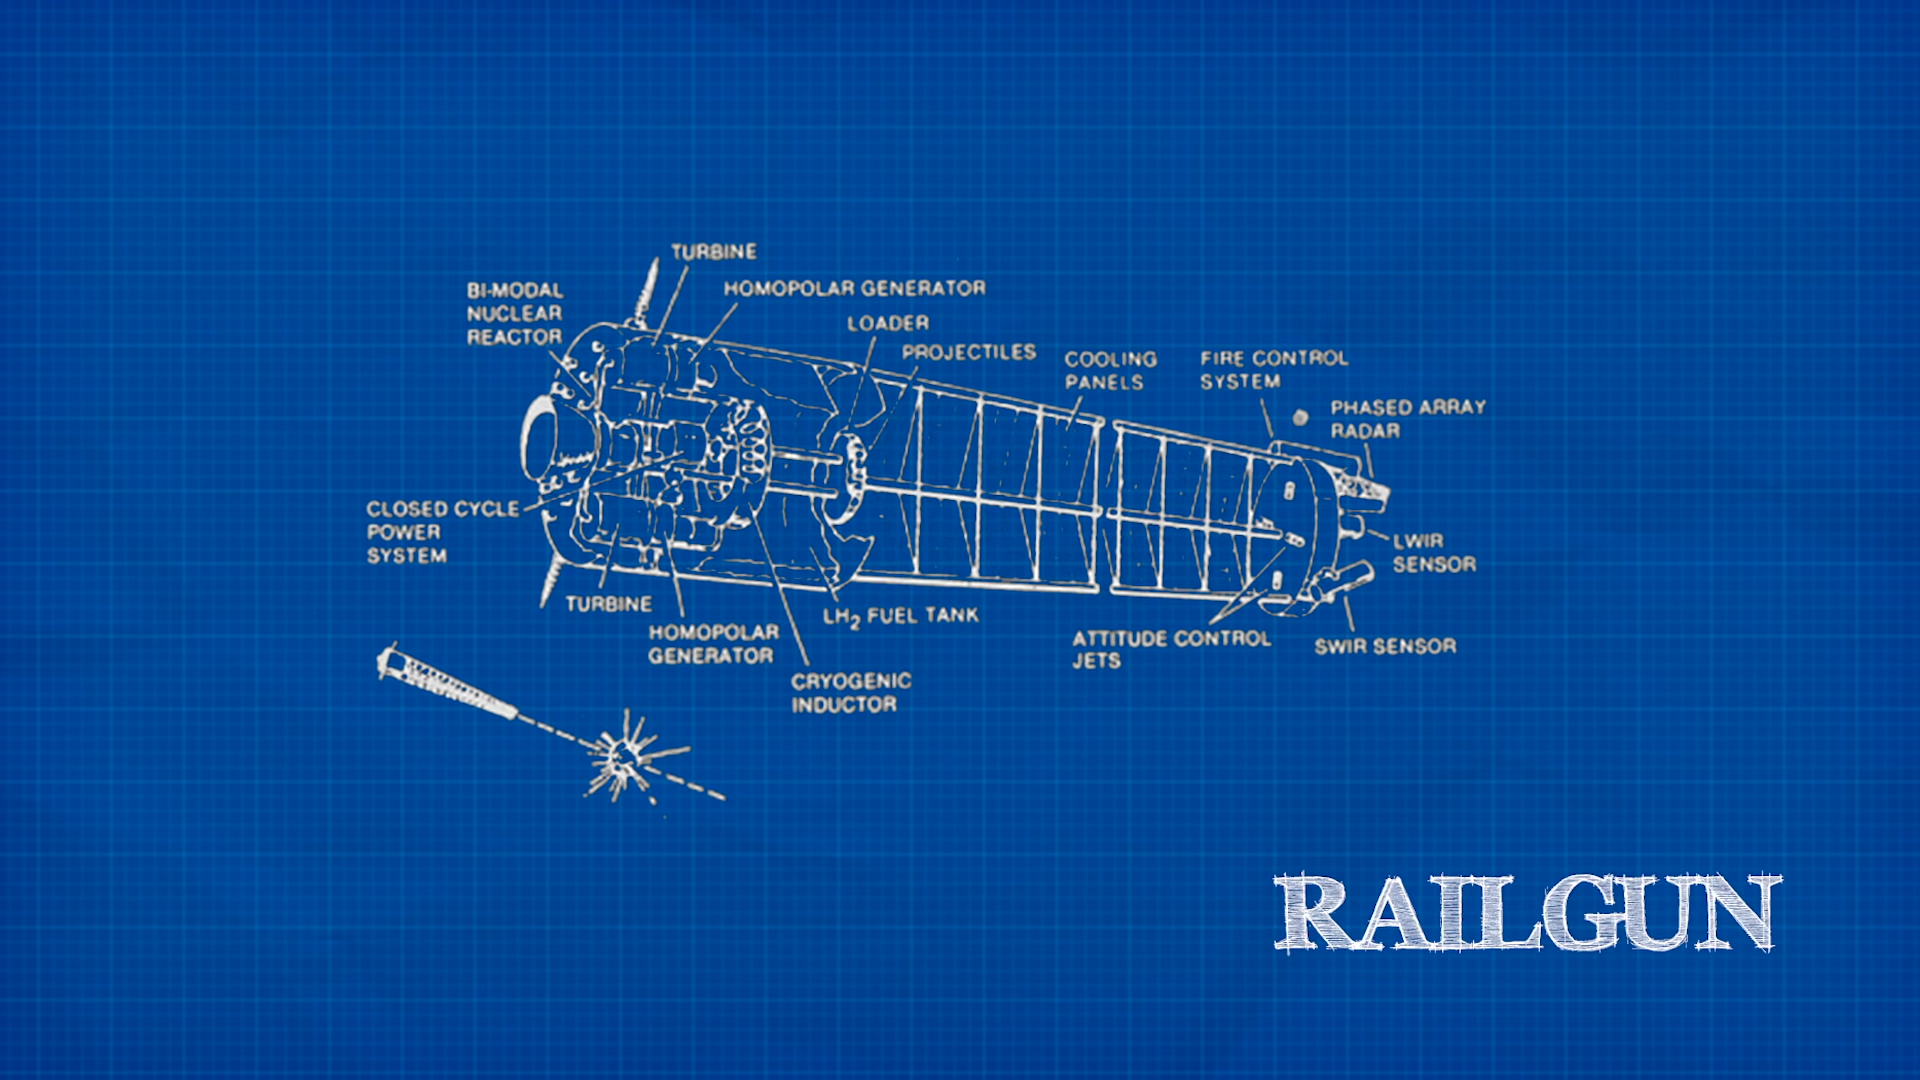 TURBINE
BI-MODAL
NUCLEAR
REACTOR
HOMOPOLAR GENERATOR
LOADER
PROJECTILES
COOLING
PANELS
FIRE CONTROL
SYSTEM
PHASED ARRAY
RADAR
CLOSED CYCLE
POWER
SYSTEM
LWIR
SENSOR
TURBINE
HOMOPOLAR
GENERATOR
LH₂ FUEL TANK
ATTITUDE CONTROL
JETS
SWIR SENSOR
CRYOGENIC
INDUCTOR
RAILGUN